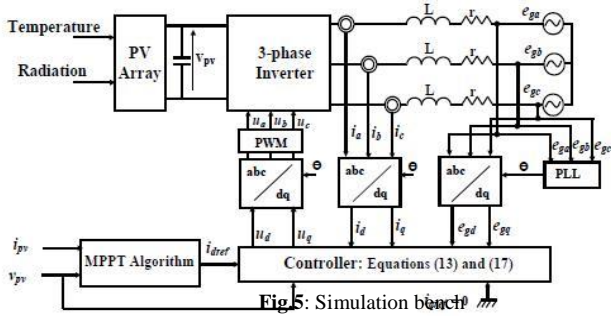 Temperature
Radiation
PV
Array
V_pv
3-phase
Inverter
L
r
e_ga
L
r
e_gb
L
r
e_gc
u_a
u_b
u_c
i_a
i_b
i_c
e_ga
e_gb
e_gc
PWM
abc
dq
Θ
abc
dq
Θ
abc
dq
Θ
PLL
u_d
u_q
i_d
i_q
e_gd
e_gq
i_pv
v_pv
MPPT Algorithm
i_dref
Controller: Equations (13) and (17)
Fig.5: Simulation bench